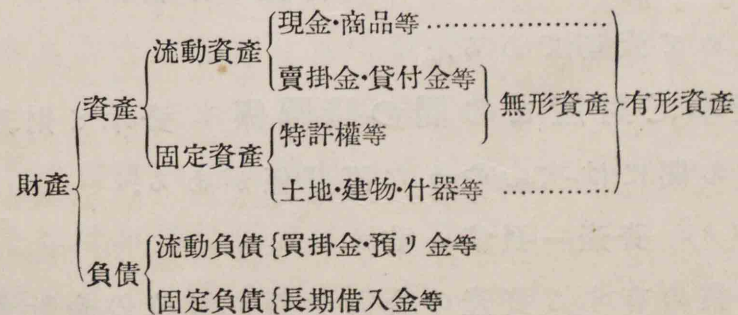 現金・商品等…………………
流動資産
賣掛金・貸付金等
資産
無形資産 有形資産
特許權等
固定資産
財産
土地・建物・什器等…………
流動負債 買掛金・預リ金等
負債
固定負債 長期借入金等